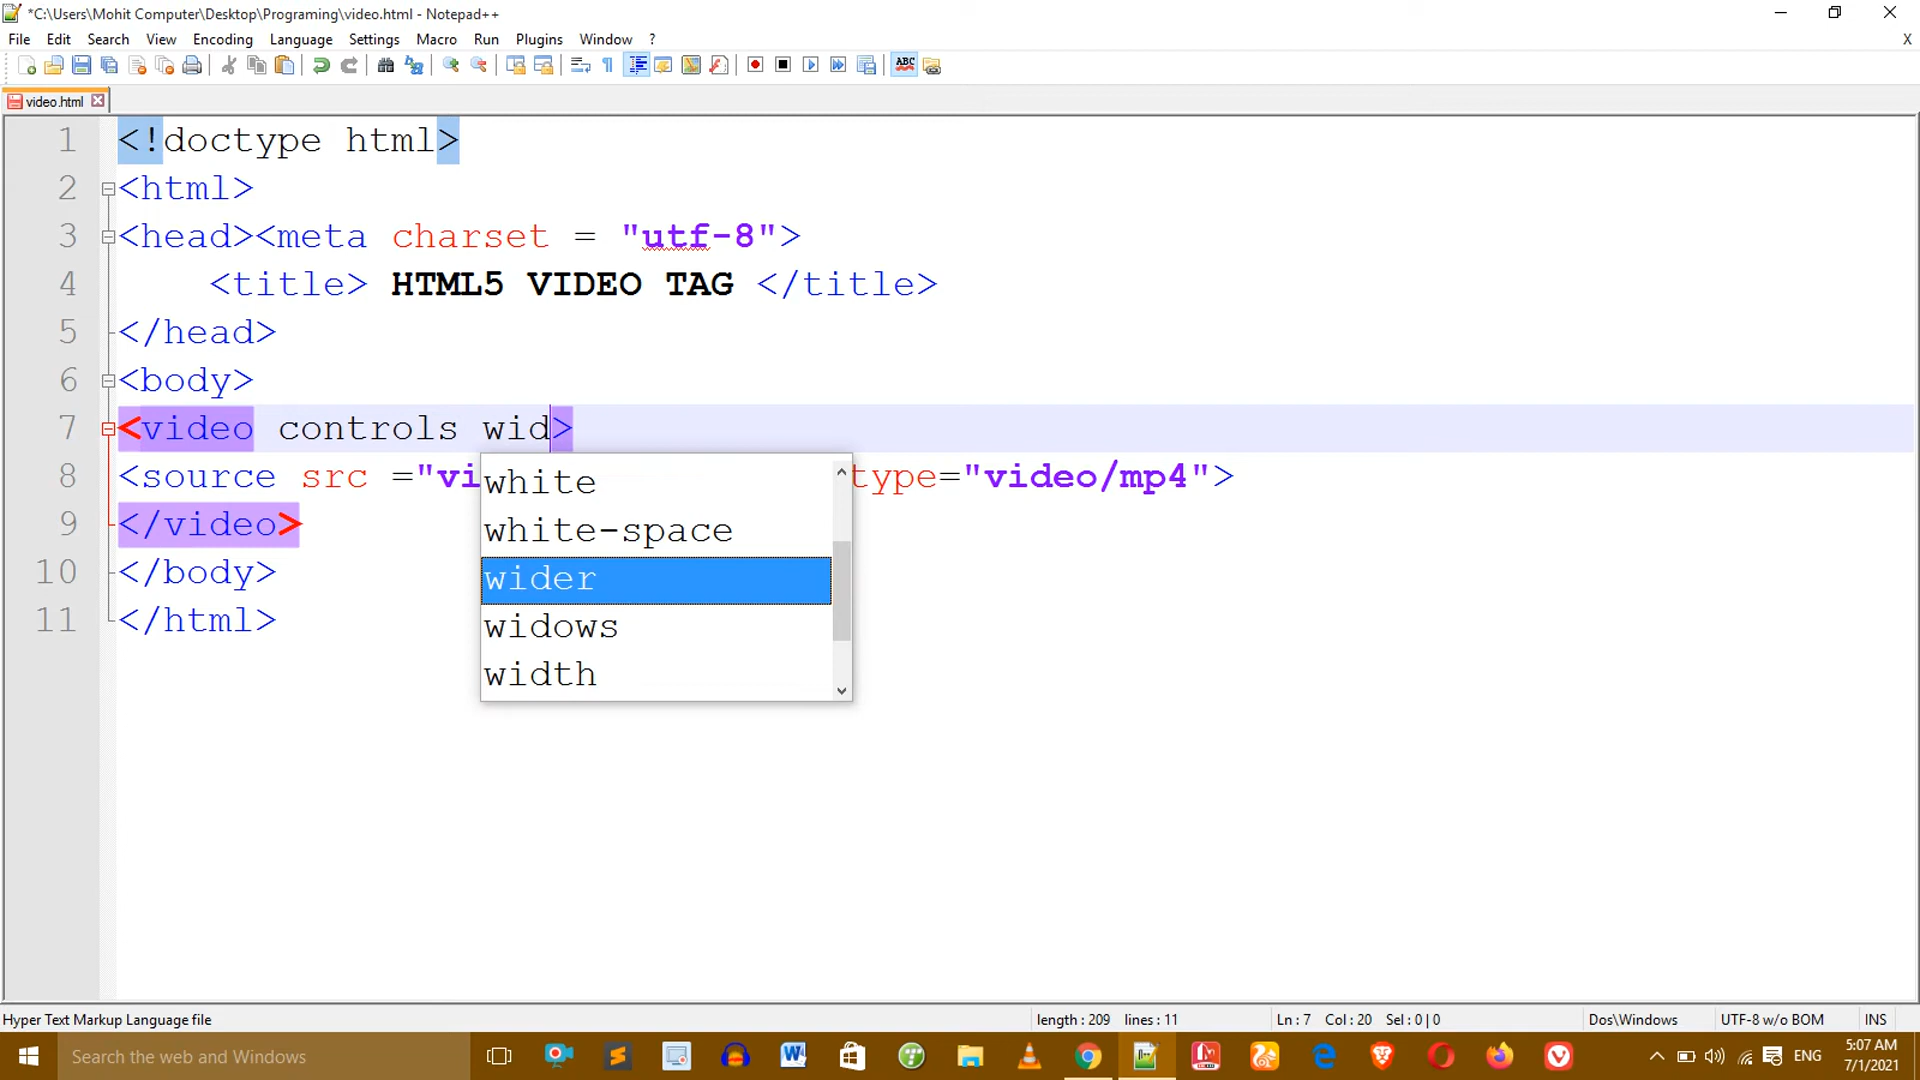 *C:\Users\Mohit Computer\Desktop\Programing\video.html - Notepad++
File Edit Search View Encoding Language Settings Macro Run Plugins Window ?
X
ABC
video.html
1 <!doctype html>
2 <html>
3 <head><meta charset = "utf-8">
4 <title> HTML5 VIDEO TAG </title>
5 </head>
6 <body>
7 <video controls wid>
8 <source src ="vi type="video/mp4">
white
white-space
9 </video>
wider
10 </body>
widows
11 </html>
width
Hyper Text Markup Language file length : 209 lines : 11 Ln : 7 Col : 20 Sel : 0 | 0 Dos\Windows UTF-8 w/o BOM INS
Search the web and Windows
ENG
5:07 AM
7/1/2021